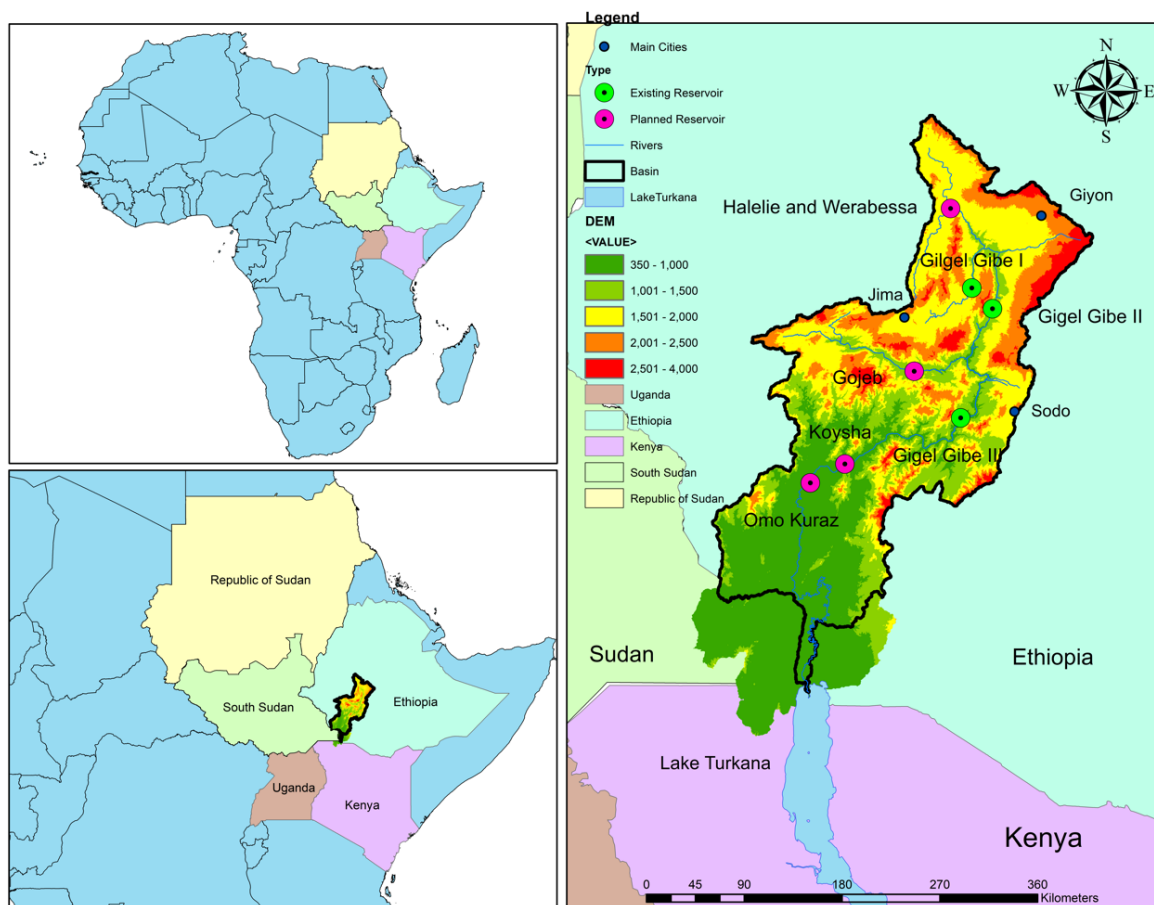 Republic of Sudan
South Sudan
Ethiopia
Uganda
Kenya
Legend
Main Cities
Type
Existing Reservoir
Planned Reservoir
Rivers
Basin
LakeTurkana
DEM
<VALUE>
350 - 1,000
1,001 - 1,500
1,501 - 2,000
2,001 - 2,500
2,501 - 4,000
Uganda
Ethiopia
Kenya
South Sudan
Republic of Sudan
N
W E
S
Giyon
Halelie and Werabessa
Gilgel Gibe I
Jima
Gigel Gibe II
Gojeb
Sodo
Koysha
Gigel Gibe III
Omo Kuraz
Sudan
Ethiopia
Lake Turkana
Kenya
0 45 90 180 270 360
Kilometers